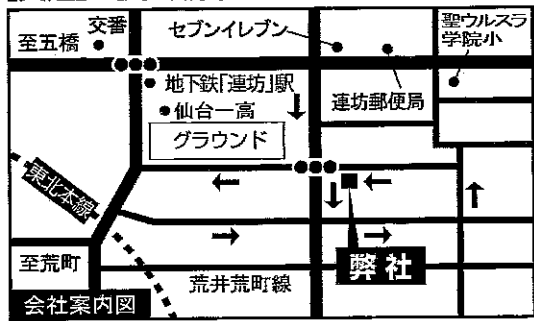 交番
至五橋
セブンイレブン
聖ウルスラ
学院小
地下鉄「連坊」駅
連坊郵便局
仙台一高
グラウンド
東北本線
至荒町
荒井荒町線
弊社
会社案内図